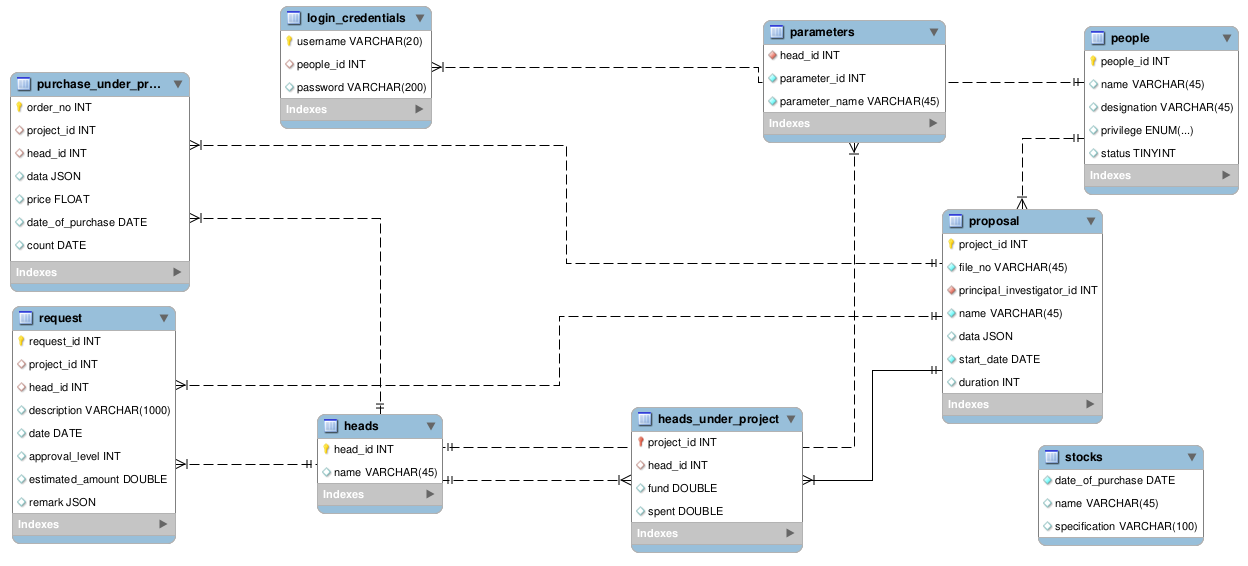 login_credentials
username VARCHAR(20)
people_id INT
password VARCHAR(200)
Indexes
parameters
head_id INT
parameter_id INT
parameter_name VARCHAR(45)
Indexes
people
people_id INT
name VARCHAR(45)
designation VARCHAR(45)
privilege ENUM(...)
status TINYINT
Indexes
purchase_under_pr...
order_no INT
project_id INT
head_id INT
data JSON
price FLOAT
date_of_purchase DATE
count DATE
Indexes
proposal
project_id INT
file_no VARCHAR(45)
principal_investigator_id INT
name VARCHAR(45)
data JSON
start_date DATE
duration INT
Indexes
request
request_id INT
project_id INT
head_id INT
description VARCHAR(1000)
date DATE
approval_level INT
estimated_amount DOUBLE
remark JSON
Indexes
heads
head_id INT
name VARCHAR(45)
Indexes
heads_under_project
project_id INT
head_id INT
fund DOUBLE
spent DOUBLE
Indexes
stocks
date_of_purchase DATE
name VARCHAR(45)
specification VARCHAR(100)